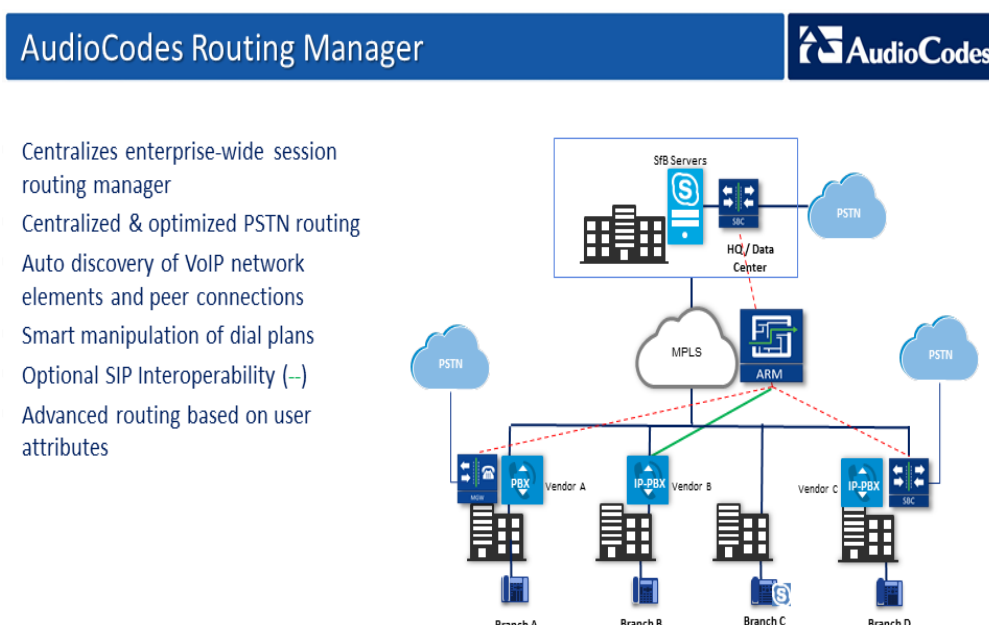 AudioCodes Routing Manager
AudioCodes
Centralizes enterprise-wide session
routing manager
Centralized & optimized PSTN routing
Auto discovery of VoIP network
elements and peer connections
Smart manipulation of dial plans
Optional SIP Interoperability (--)
Advanced routing based on user
attributes
SfB Servers
S
SBC
PSTN
HQ / Data
Center
MPLS
ARM
PSTN
PSTN
MGW
PBX
Vendor A
IP-PBX
Vendor B
Vendor C
IP-PBX
SBC
S
Branch A
Branch B
Branch C
Branch D